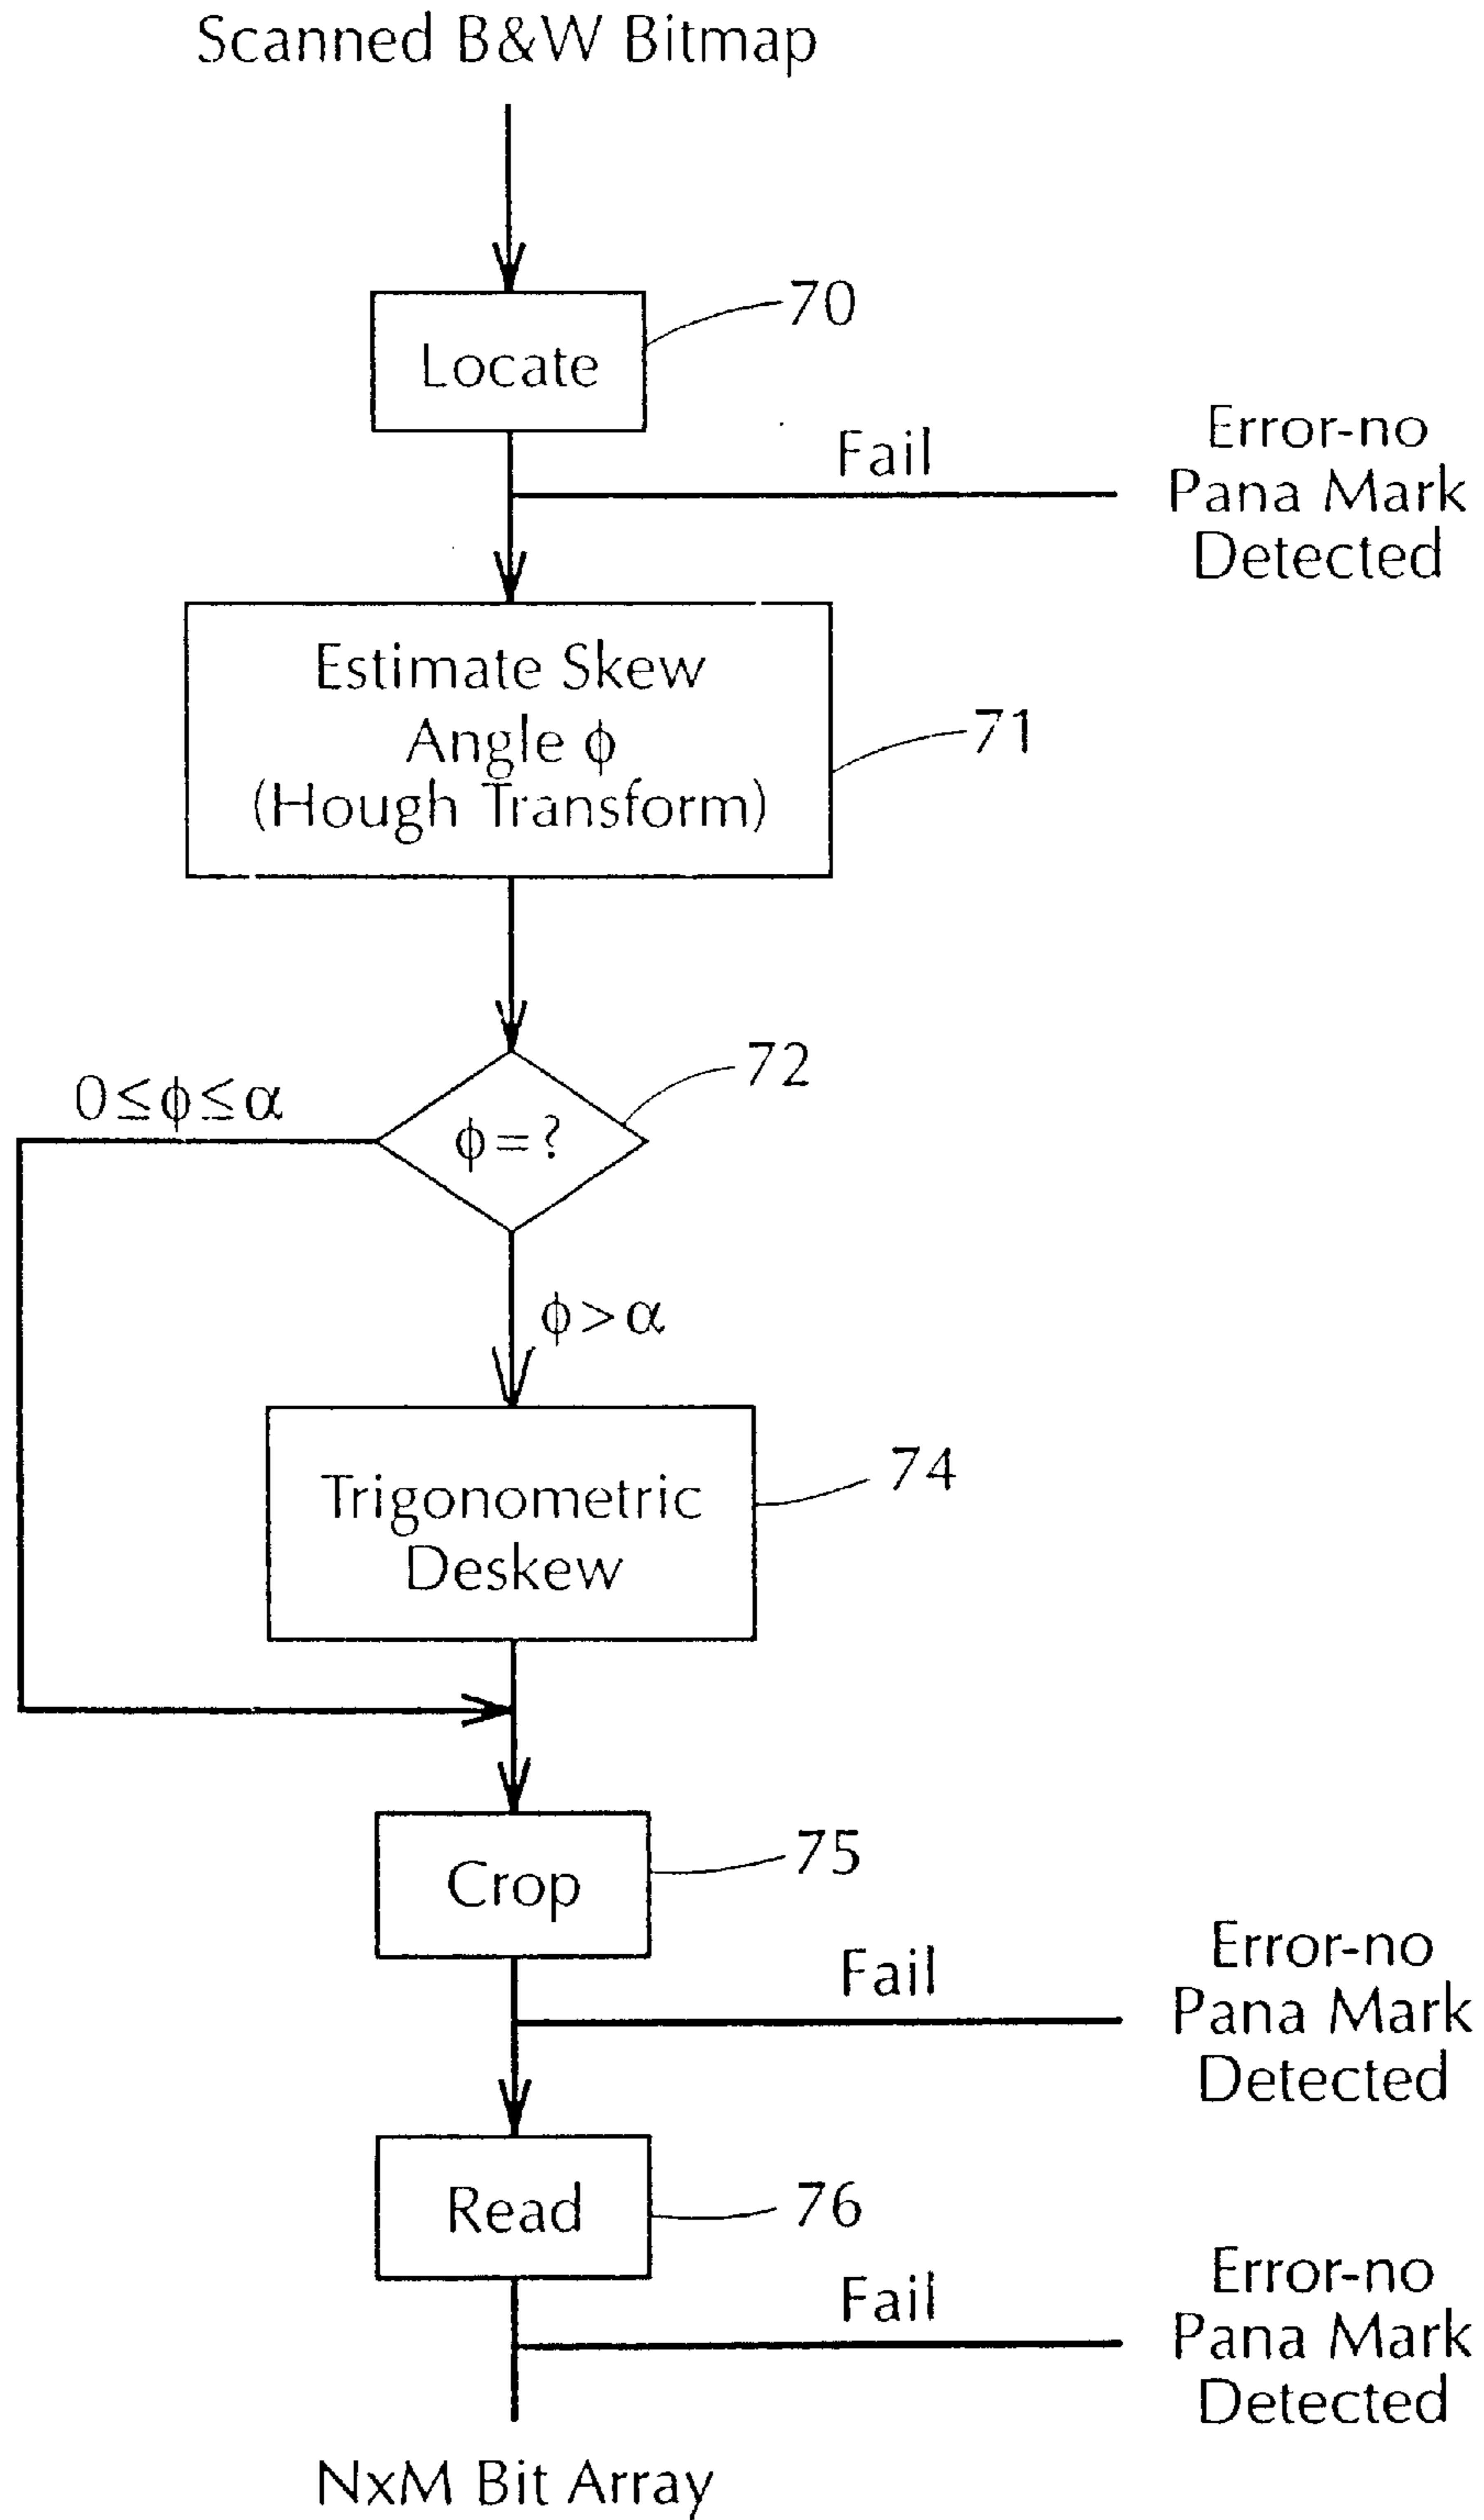 Scanned B&W Bitmap
70
Locate
Fail
Error-no
Pana Mark
Detected
Estimate Skew
Angle ϕ
(Hough Transform)
71
72
0≤ϕ≤α
ϕ=?
ϕ>α
74
Trigonometric
Deskew
75
Crop
Fail
Error-no
Pana Mark
Detected
76
Read
Fail
Error-no
Pana Mark
Detected
NxM Bit Array